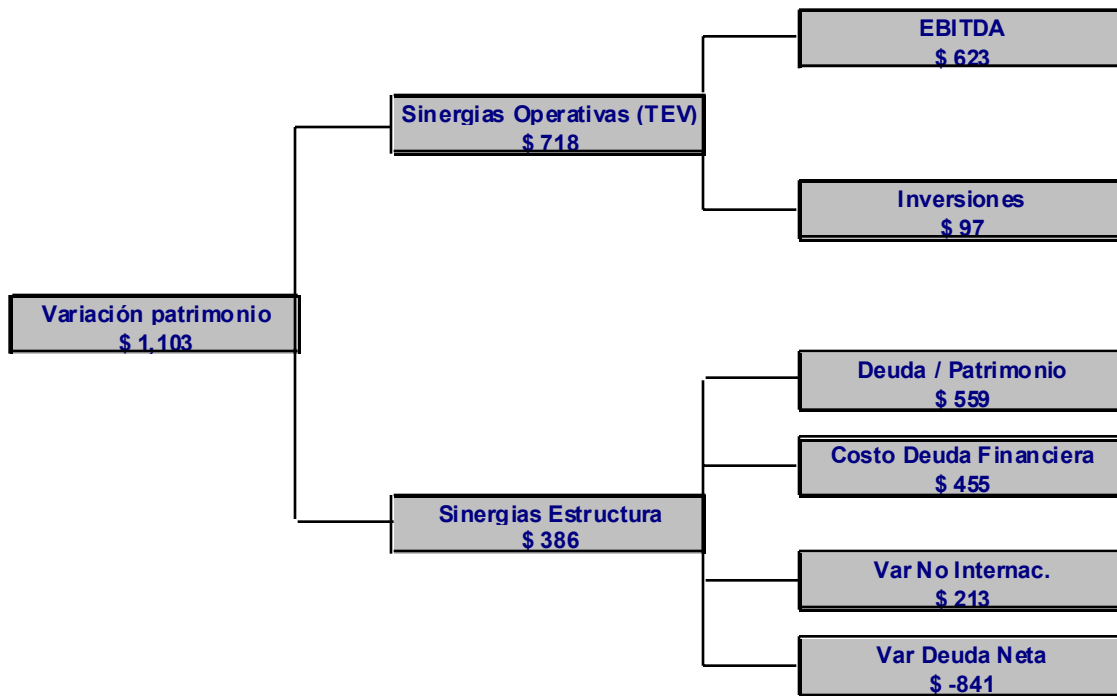 EBITDA
$ 623
Sinergias Operativas (TEV)
$ 718
Inversiones
$ 97
Variación patrimonio
$ 1,103
Deuda / Patrimonio
$ 559
Costo Deuda Financiera
$ 455
Sinergias Estructura
$ 386
Var No Internac.
$ 213
Var Deuda Neta
$ -841